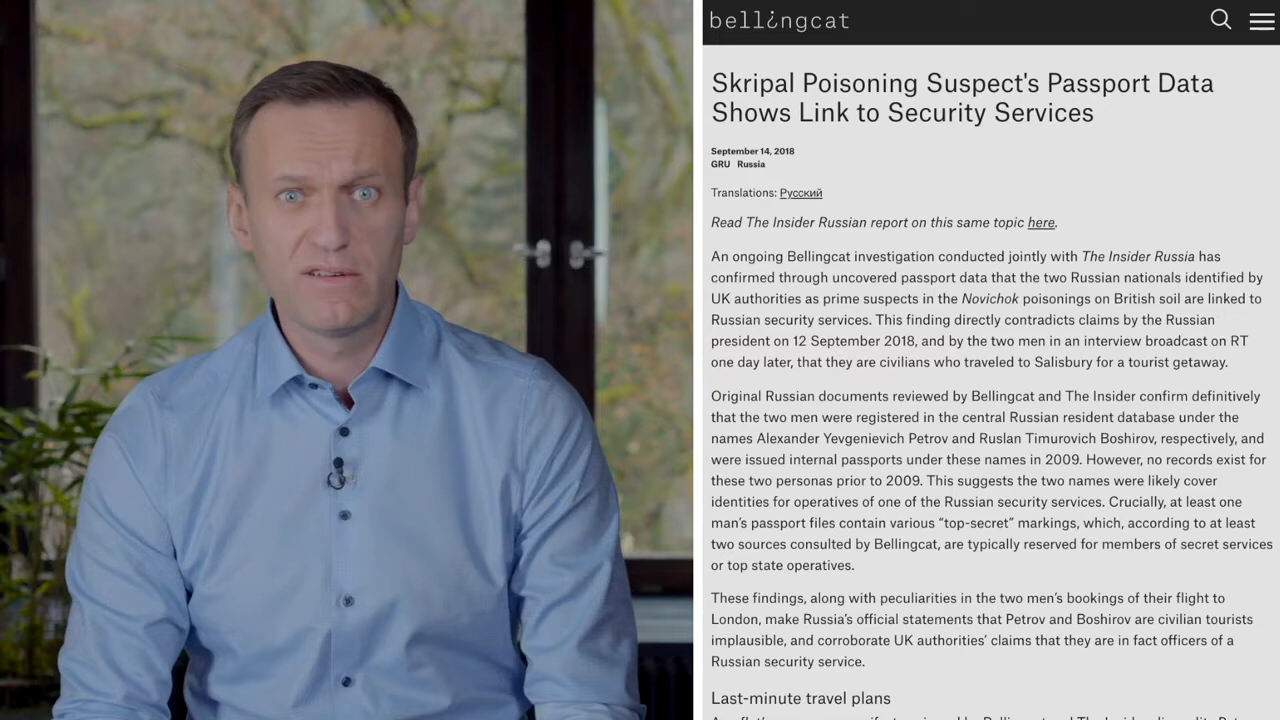 bellingcat
Skripal Poisoning Suspect's Passport Data
Shows Link to Security Services
September 14, 2018
GRU Russia
Translations: Русский
Read The Insider Russian report on this same topic here.
An ongoing Bellingcat investigation conducted jointly with The Insider Russia has
confirmed through uncovered passport data that the two Russian nationals identified by
UK authorities as prime suspects in the Novichok poisonings on British soil are linked to
Russian security services. This finding directly contradicts claims by the Russian
president on 12 September 2018, and by the two men in an interview broadcast on RT
one day later, that they are civilians who traveled to Salisbury for a tourist getaway.
Original Russian documents reviewed by Bellingcat and The Insider confirm definitively
that the two men were registered in the central Russian resident database under the
names Alexander Yevgenievich Petrov and Ruslan Timurovich Boshirov, respectively, and
were issued internal passports under these names in 2009. However, no records exist for
these two personas prior to 2009. This suggests the two names were likely cover
identities for operatives of one of the Russian security services. Crucially, at least one
man's passport files contain various “top-secret” markings, which, according to at least
two sources consulted by Bellingcat, are typically reserved for members of secret services
or top state operatives.
These findings, along with peculiarities in the two men's bookings of their flight to
London, make Russia's official statements that Petrov and Boshirov are civilian tourists
implausible, and corroborate UK authorities' claims that they are in fact officers of a
Russian security service.
Last-minute travel plans